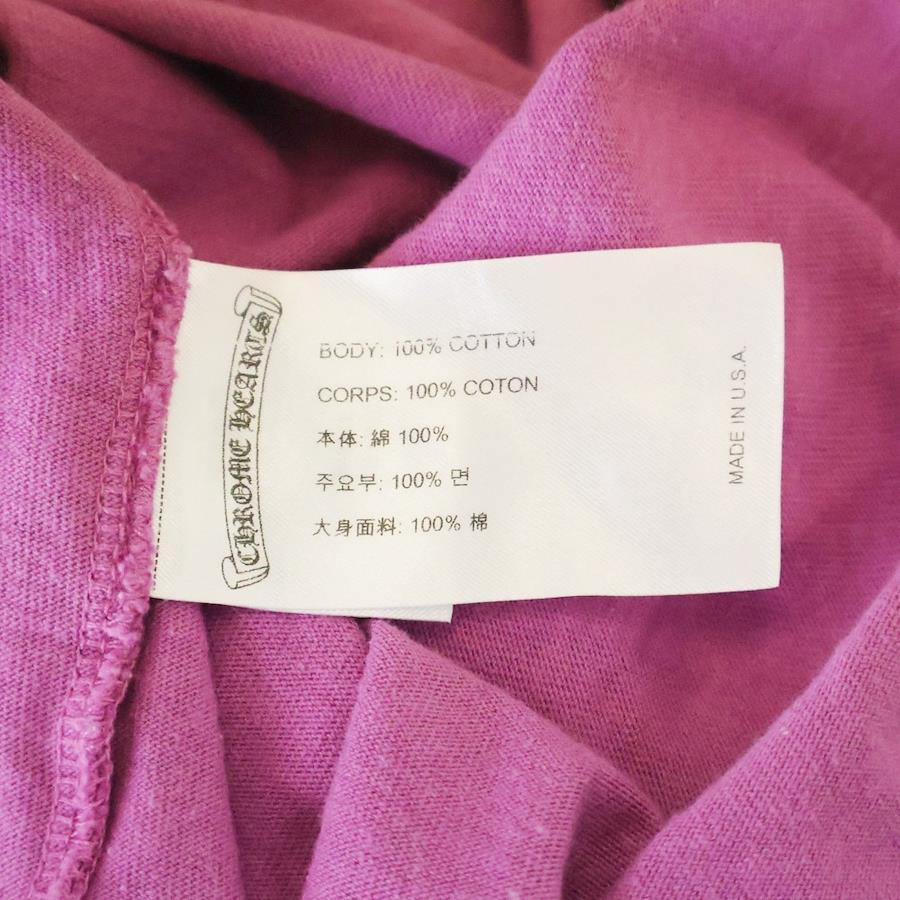 CHROME HEARTS
BODY: 100% COTTON
CORPS: 100% COTON
本体: 綿 100%
주요부: 100% 면
大身面料: 100% 棉
MADE IN U.S.A.